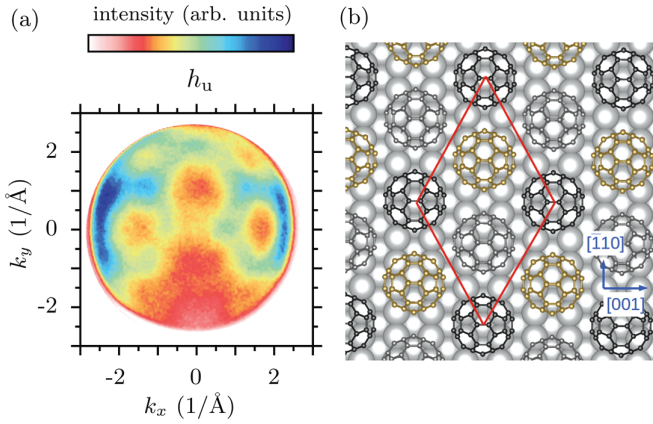 (a)
intensity (arb. units)
h_u
k_y (1/Å)
2
0
-2
-2 0 2
k_x (1/Å)
(b)
[1̄10]
[001]